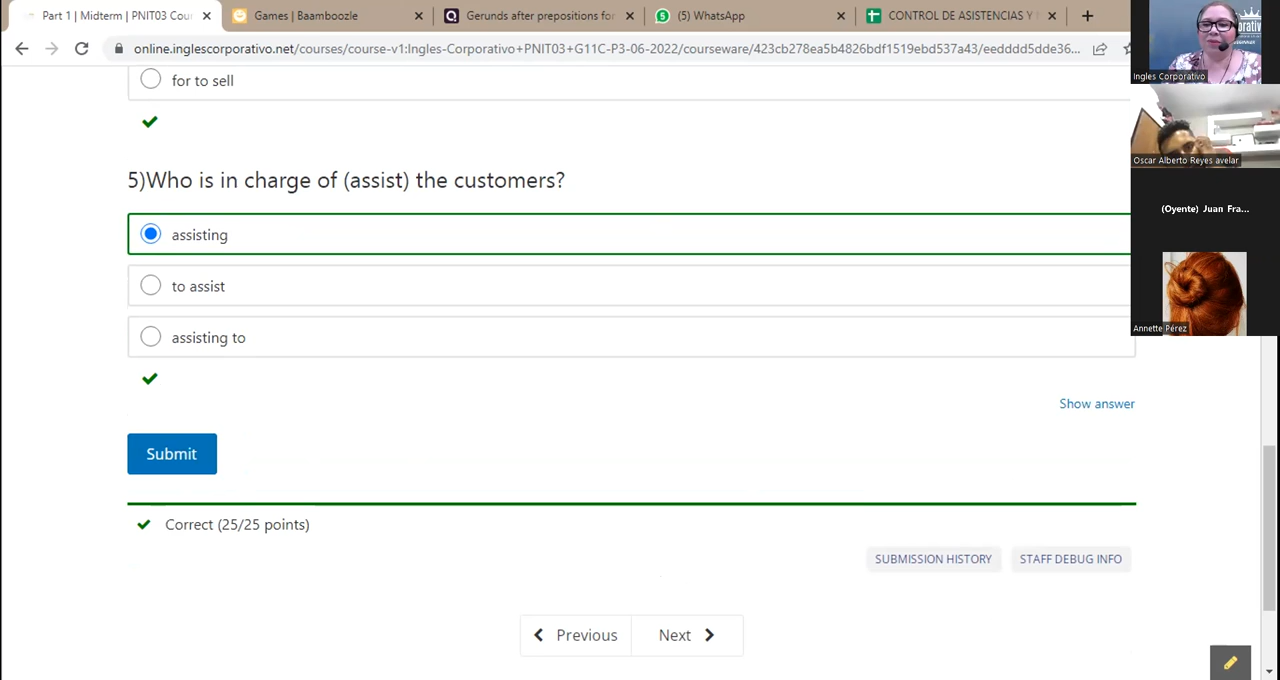 Part 1 | Midterm | PNIT03 Cour
Games | Baamboozle
Gerunds after prepositions for
(5) WhatsApp
CONTROL DE ASISTENCIAS Y
online.inglescorporativo.net/courses/course-v1:Ingles-Corporativo+PNIT03+G11C-P3-06-2022/courseware/423cb278ea5b4826bdf1519ebd537a43/eedddd5dde36...
Ingles Corporativo
for to sell
Oscar Alberto Reyes avelar
5)Who is in charge of (assist) the customers?
(Oyente) Juan Fra...
assisting
to assist
Annette Pérez
assisting to
Show answer
Submit
Correct (25/25 points)
SUBMISSION HISTORY
STAFF DEBUG INFO
Previous
Next